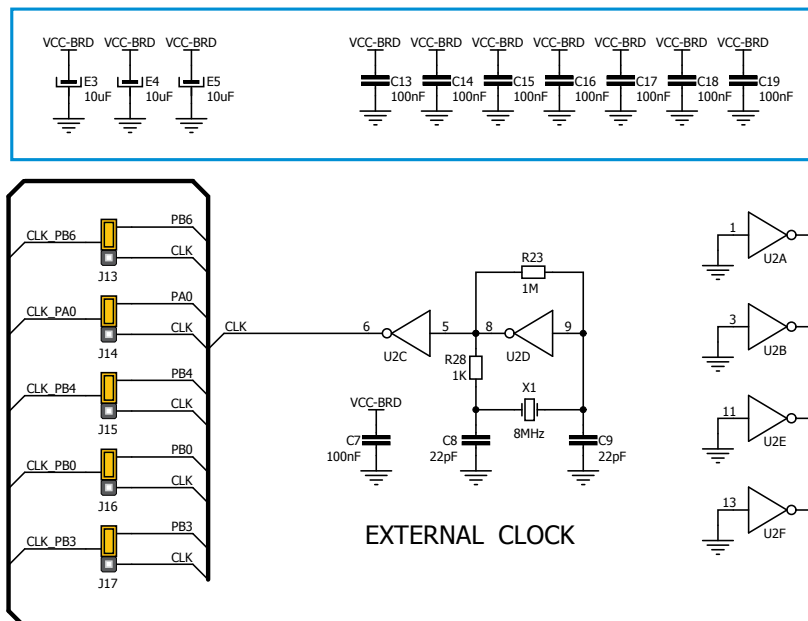 VCC-BRD VCC-BRD VCC-BRD VCC-BRD VCC-BRD VCC-BRD VCC-BRD VCC-BRD VCC-BRD VCC-BRD
E3 E4 E5 C13 C14 C15 C16 C17 C18 C19
10uF 10uF 10uF 100nF 100nF 100nF 100nF 100nF 100nF 100nF
PB6
CLK_PB6
CLK
J13
PA0
CLK_PA0
CLK
J14
PB4
CLK_PB4
CLK
J15
PB0
CLK_PB0
CLK
J16
PB3
CLK_PB3
CLK
J17
CLK
6 5
U2C
8 9
U2D
R23
1M
R28
1K
X1
8MHz
VCC-BRD
C7
100nF
C8
22pF
C9
22pF
EXTERNAL CLOCK
1
U2A
3
U2B
11
U2E
13
U2F